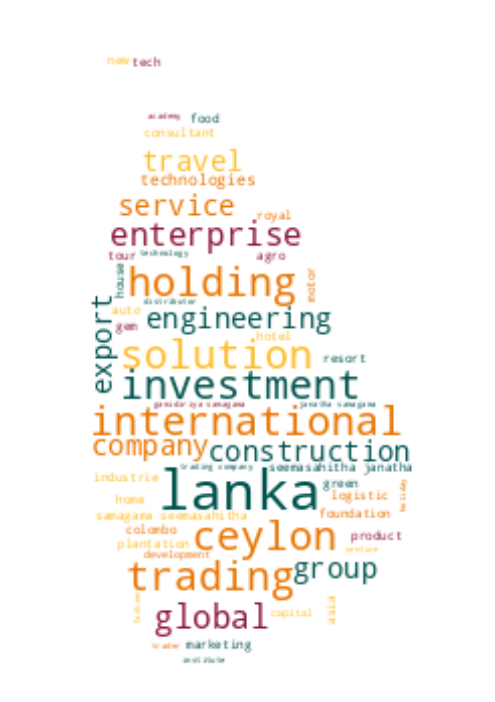 new tech
academy food
consultant
travel
technologies
service
royal
enterprise
tour technology agro
house holding motor
distributor
auto engineering
gem
hotel
export solution resort
investment
gamidiriya samagama janatha samagama
international
company construction
trading company seemasahitha janatha
industrie lanka green
holiday
home logistic
samagama seemasahitha foundation
colombo ceylon product
plantation venture
development
trading group
global capital asia
trader marketing
institute